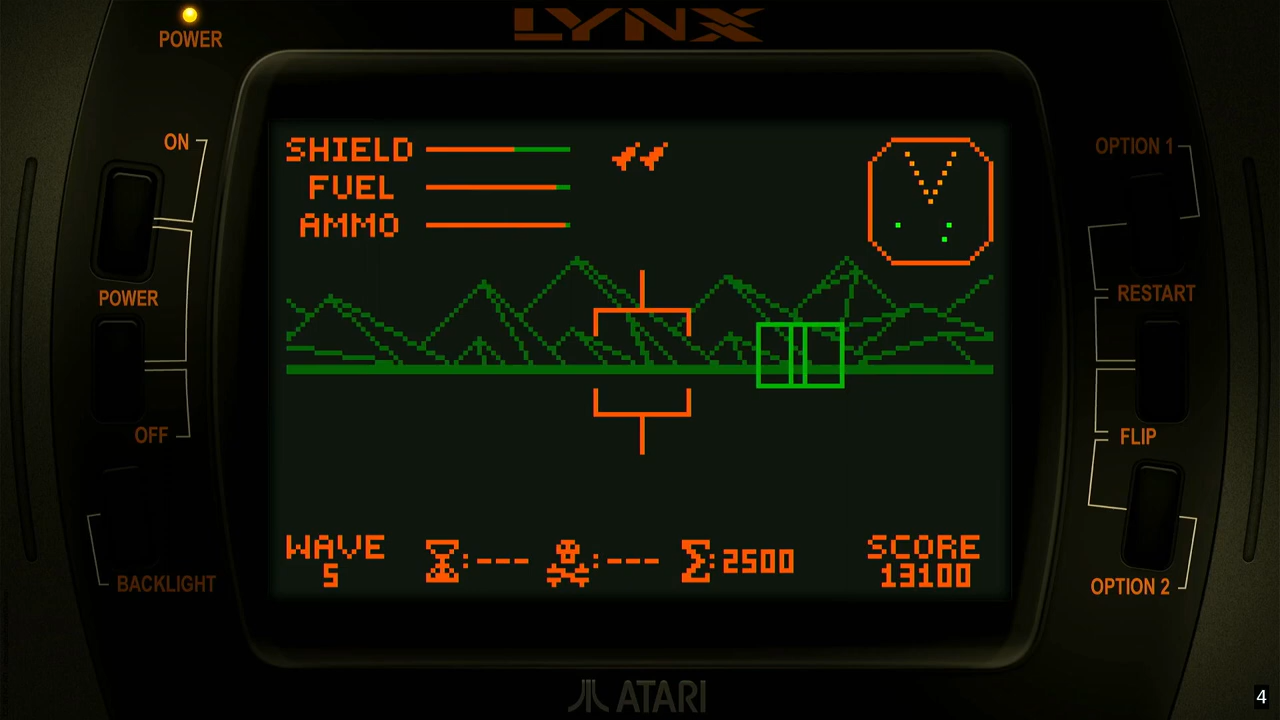 LYNX
POWER
ON
POWER
OFF
BACKLIGHT
SHIELD
FUEL
AMMO
WAVE
5
:---
:---
Σ:2500
SCORE
13100
OPTION 1
RESTART
FLIP
OPTION 2
ATARI
4